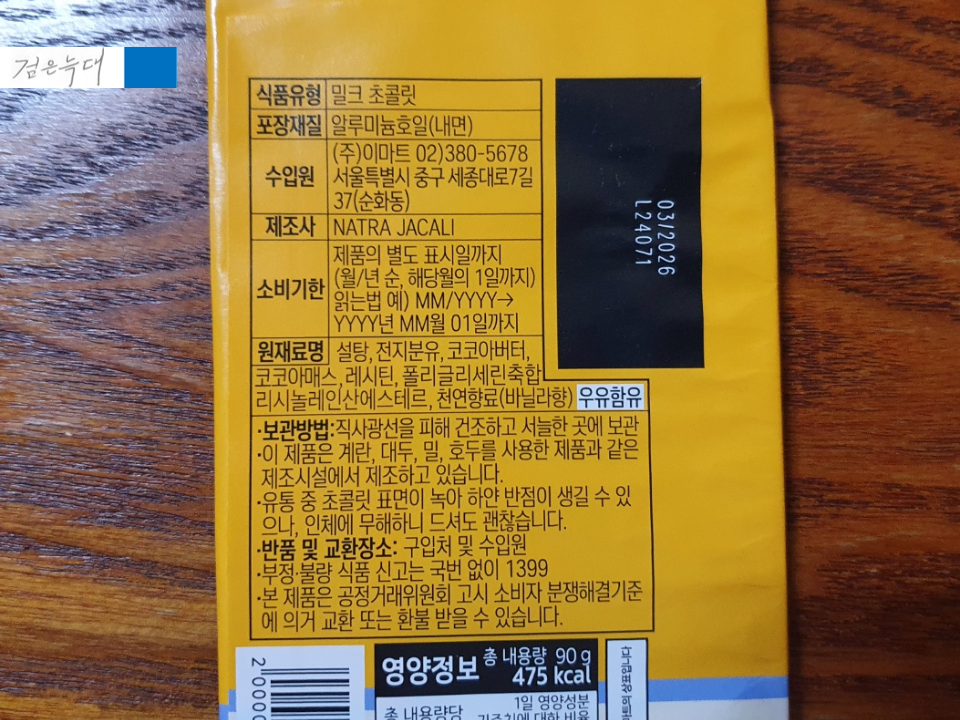 검은늑대
식품유형 밀크 초콜릿
포장재질 알루미늄호일(내면)
수입원 (주)이마트 02)380-5678
서울특별시 중구 세종대로7길
37(순화동)
제조사 NATRA JACALI
소비기한 제품의 별도 표시일까지
(월/년 순, 해당월의 1일까지)
읽는법 예) MM/YYYY→
YYYY년 MM월 01일까지
원재료명 설탕, 전지분유, 코코아버터,
코코아매스, 레시틴, 폴리글리세린축합
리시놀레인산에스테르, 천연향료(바닐라향) 우유함유
·보관방법:직사광선을 피해 건조하고 서늘한 곳에 보관
·이 제품은 계란, 대두, 밀, 호두를 사용한 제품과 같은
제조시설에서 제조하고 있습니다.
·유통 중 초콜릿 표면이 녹아 하얀 반점이 생길 수 있
으나, 인체에 무해하니 드셔도 괜찮습니다.
·반품 및 교환장소: 구입처 및 수입원
·부정·불량 식품 신고는 국번 없이 1399
·본 제품은 공정거래위원회 고시 소비자 분쟁해결기준
에 의거 교환 또는 환불 받을 수 있습니다.
03/2026
L24071
영양정보 총 내용량 90 g
475 kcal
총 내용량당 1일 영양성분
기준치에 대한 비율
2 0000